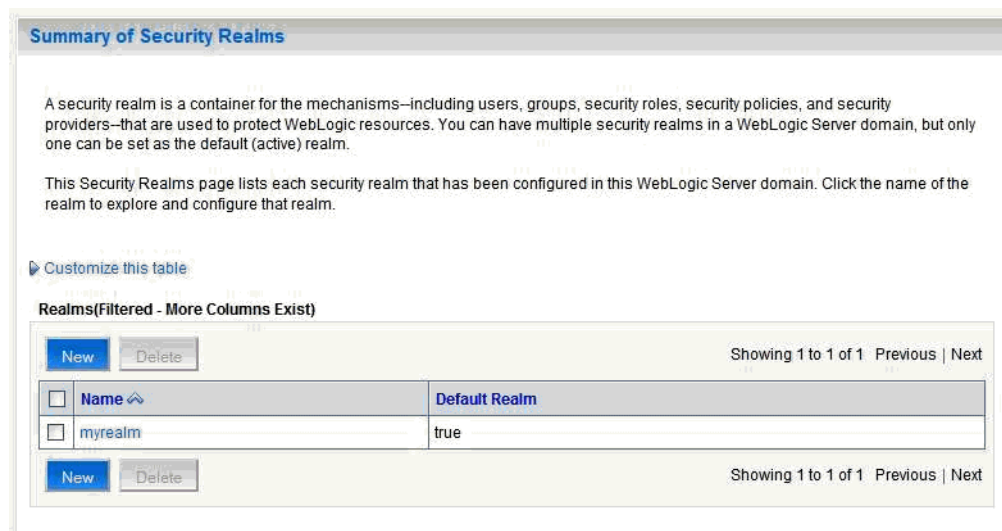 Summary of Security Realms
A security realm is a container for the mechanisms--including users, groups, security roles, security policies, and security
providers--that are used to protect WebLogic resources. You can have multiple security realms in a WebLogic Server domain, but only
one can be set as the default (active) realm.
This Security Realms page lists each security realm that has been configured in this WebLogic Server domain. Click the name of the
realm to explore and configure that realm.
Customize this table
Realms(Filtered - More Columns Exist)
New Delete Showing 1 to 1 of 1 Previous | Next
Name Default Realm
myrealm true
New Delete Showing 1 to 1 of 1 Previous | Next